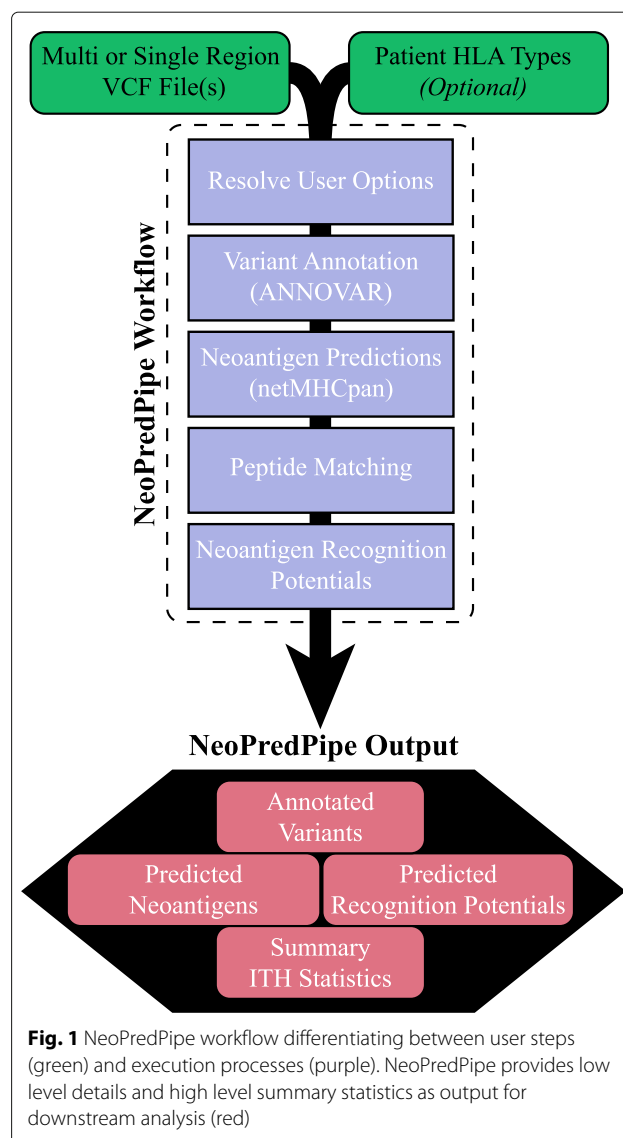 Multi or Single Region
VCF File(s)
Patient HLA Types
(Optional)
NeoPredPipe Workflow
Resolve User Options
Variant Annotation
(ANNOVAR)
Neoantigen Predictions
(netMHCpan)
Peptide Matching
Neoantigen Recognition
Potentials
NeoPredPipe Output
Annotated
Variants
Predicted
Neoantigens
Predicted
Recognition Potentials
Summary
ITH Statistics
Fig. 1 NeoPredPipe workflow differentiating between user steps
(green) and execution processes (purple). NeoPredPipe provides low
level details and high level summary statistics as output for
downstream analysis (red)